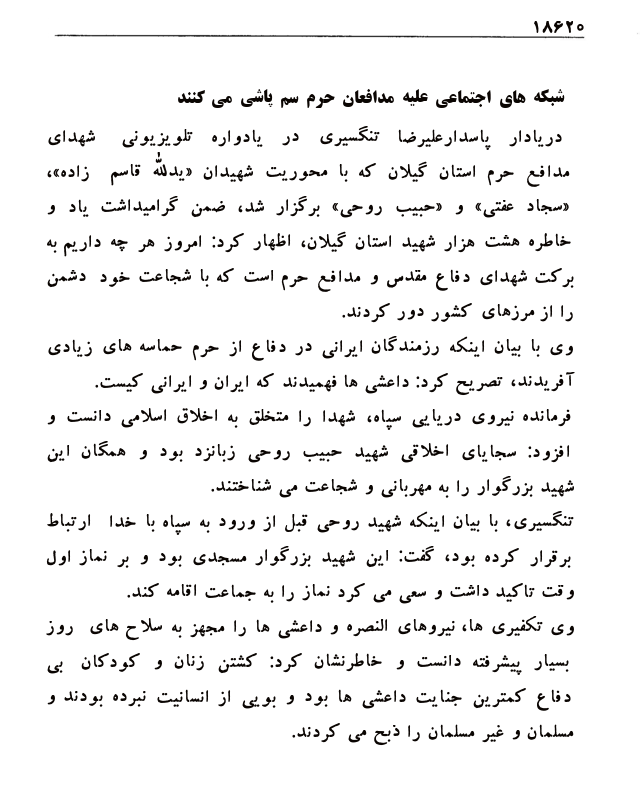 ۱۸۶۲۰
شبکه های اجتماعی علیه مدافعان حرم سم پاشی می کنند
دریادار پاسدارعلیرضا تنگسیری در یادواره تلویزیونی شهدای
مدافع حرم استان گیلان که با محوریت شهیدان «یدالله قاسم زاده»،
«سجاد عفتی» و «حبیب روحی» برگزار شد، ضمن گرامیداشت یاد و
خاطره هشت هزار شهید استان گیلان، اظهار کرد: امروز هر چه داریم به
برکت شهدای دفاع مقدس و مدافع حرم است که با شجاعت خود دشمن
را از مرزهای کشور دور کردند.
وی با بیان اینکه رزمندگان ایرانی در دفاع از حرم حماسه های زیادی
آفریدند، تصریح کرد: داعشی ها فهمیدند که ایران و ایرانی کیست.
فرمانده نیروی دریایی سپاه، شهدا را متخلق به اخلاق اسلامی دانست و
افزود: سجایای اخلاقی شهید حبیب روحی زبانزد بود و همگان این
شهید بزرگوار را به مهربانی و شجاعت می شناختند.
تنگسیری، با بیان اینکه شهید روحی قبل از ورود به سپاه با خدا ارتباط
برقرار کرده بود، گفت: این شهید بزرگوار مسجدی بود و بر نماز اول
وقت تاکید داشت و سعی می کرد نماز را به جماعت اقامه کند.
وی تکفیری ها، نیروهای النصره و داعشی ها را مجهز به سلاح های روز
بسیار پیشرفته دانست و خاطرنشان کرد: کشتن زنان و کودکان بی
دفاع کمترین جنایت داعشی ها بود و بویی از انسانیت نبرده بودند و
مسلمان و غیر مسلمان را ذبح می کردند.